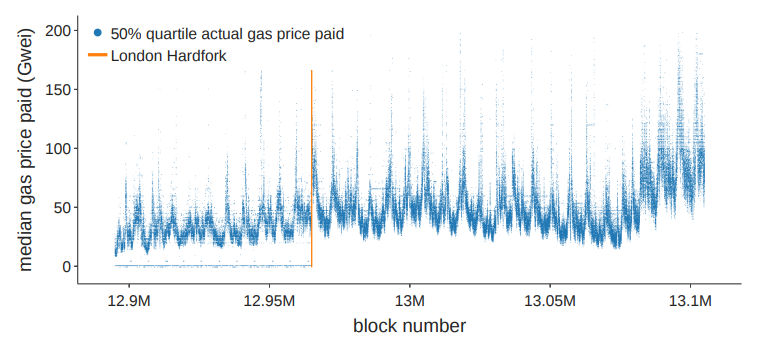 50% quartile actual gas price paid
London Hardfork
median gas price paid (Gwei)
200
150
100
50
0
12.9M
12.95M
13M
13.05M
13.1M
block number